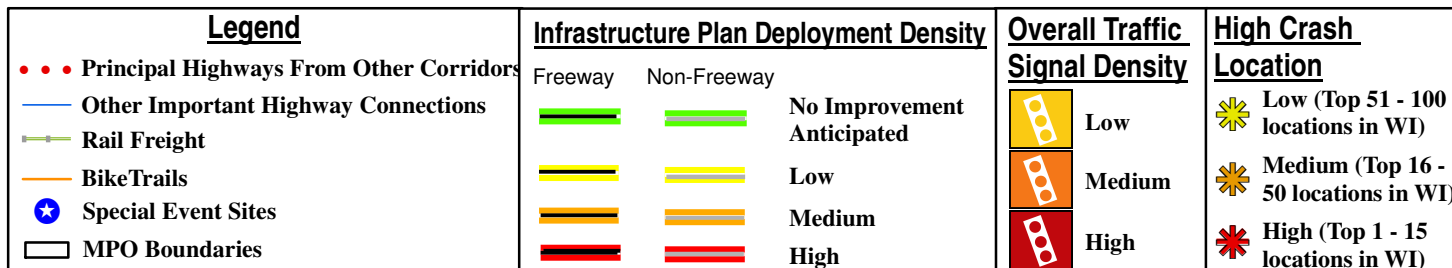 Legend
Principal Highways From Other Corridors
Other Important Highway Connections
Rail Freight
BikeTrails
Special Event Sites
MPO Boundaries
Infrastructure Plan Deployment Density
Freeway Non-Freeway
No Improvement
Anticipated
Low
Medium
High
Overall Traffic
Signal Density
Low
Medium
High
High Crash
Location
Low (Top 51 - 100
locations in WI)
Medium (Top 16 -
50 locations in WI)
High (Top 1 - 15
locations in WI)